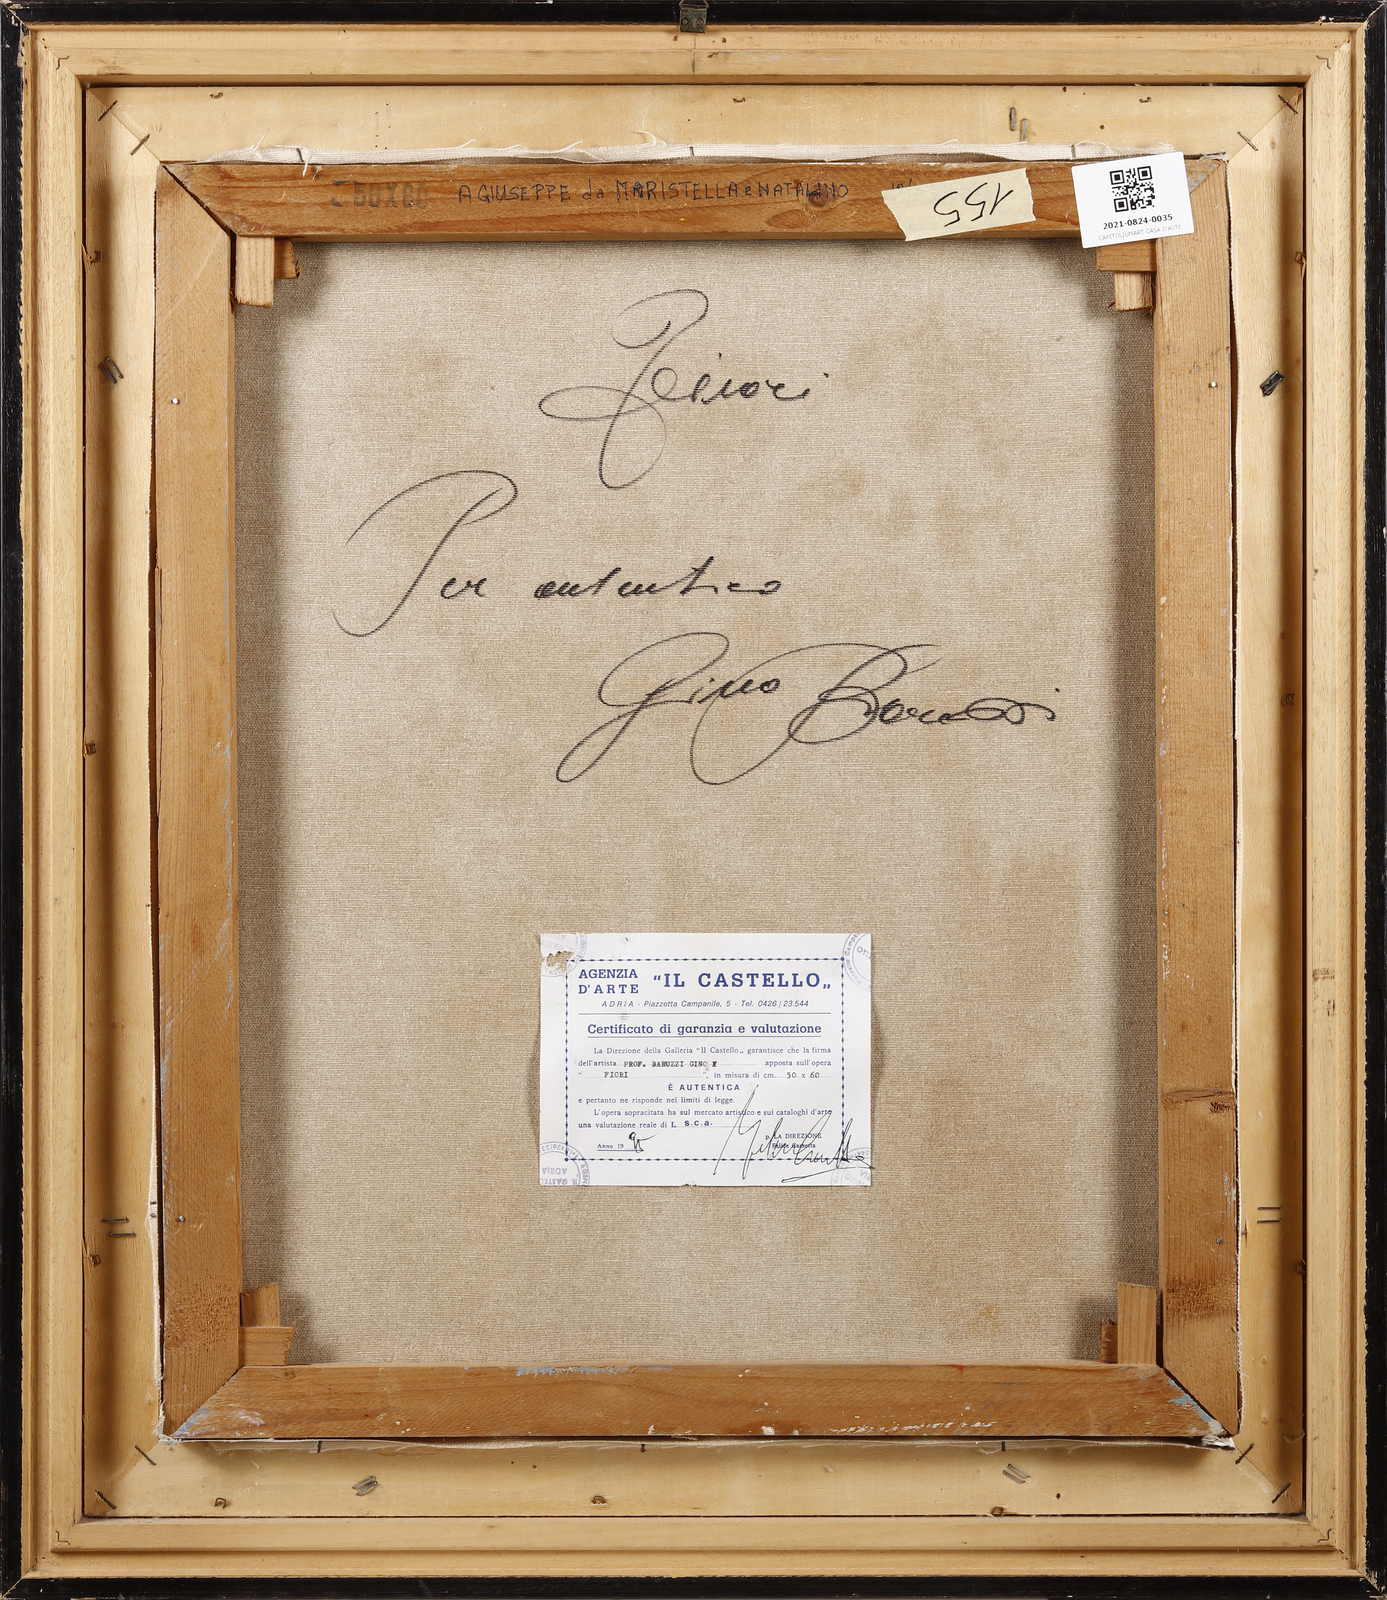 50X60
A GIUSEPPE da MARISTELLA e NATALINO
155
2021-0824-0035
CAPITOLIUMART CASA D'ASTE
Fiori
Per autentica
Gino Baruzzi
AGENZIA
D'ARTE "IL CASTELLO„
ADRIA - Piazzetta Campanile, 5 - Tel. 0426 / 23.544
Certificato di garanzia e valutazione
La Direzione della Galleria "Il Castello„ garantisce che la firma
dell'artista PROF. BARUZZI GINO apposta sull'opera
" FIORI ", in misura di cm. 50 x 60
È AUTENTICA
e pertanto ne risponde nei limiti di legge.
L'opera sopracitata ha sul mercato artistico e sui cataloghi d'arte
una valutazione reale di L. s.c.a.
p. LA DIREZIONE
Anno 19